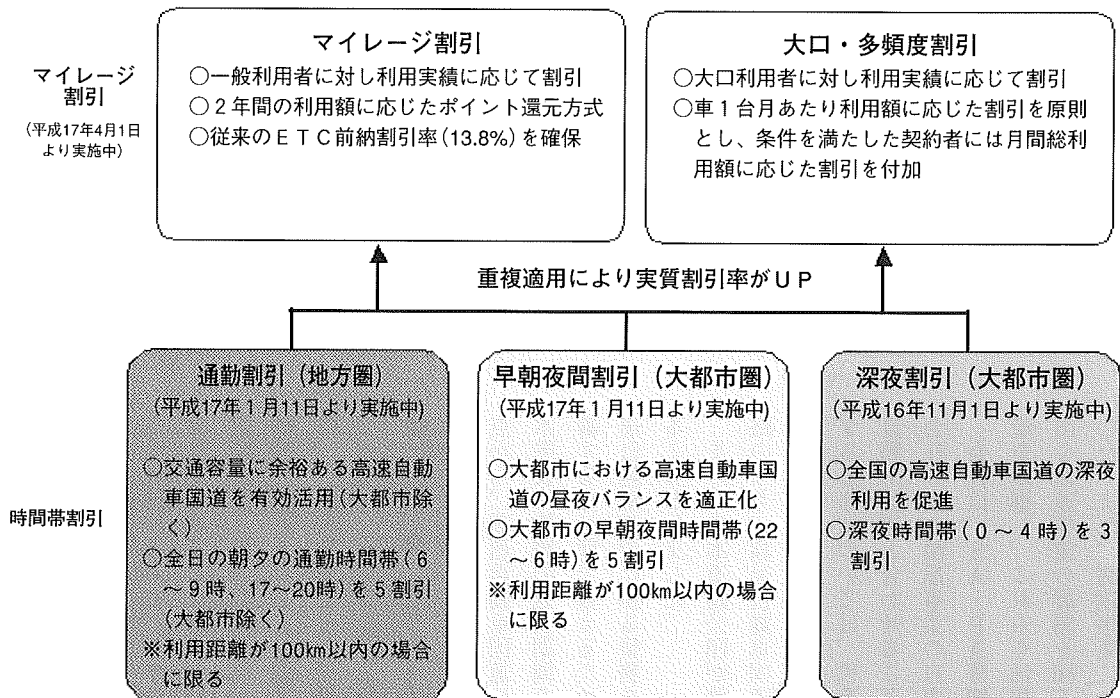 マイレージ
割引
(平成17年4月1日
より実施中)
マイレージ割引
○一般利用者に対し利用実績に応じて割引
○２年間の利用額に応じたポイント還元方式
○従来のＥＴＣ前納割引率(13.8%)を確保
大口・多頻度割引
○大口利用者に対し利用実績に応じて割引
○車１台月あたり利用額に応じた割引を原則
とし、条件を満たした契約者には月間総利
用額に応じた割引を付加
重複適用により実質割引率がＵＰ
時間帯割引
通勤割引（地方圏）
(平成17年１月11日より実施中)
○交通容量に余裕ある高速自動
車国道を有効活用(大都市除
く)
○全日の朝夕の通勤時間帯(６
～９時、17～20時)を５割引
(大都市除く)
※利用距離が100㎞以内の場合
に限る
早朝夜間割引（大都市圏）
(平成17年１月11日より実施中)
○大都市における高速自動車国
道の昼夜バランスを適正化
○大都市の早朝夜間時間帯(22
～６時)を５割引
※利用距離が100㎞以内の場合
に限る
深夜割引（大都市圏）
(平成16年11月1日より実施中)
○全国の高速自動車国道の深夜
利用を促進
○深夜時間帯(０～４時)を３
割引